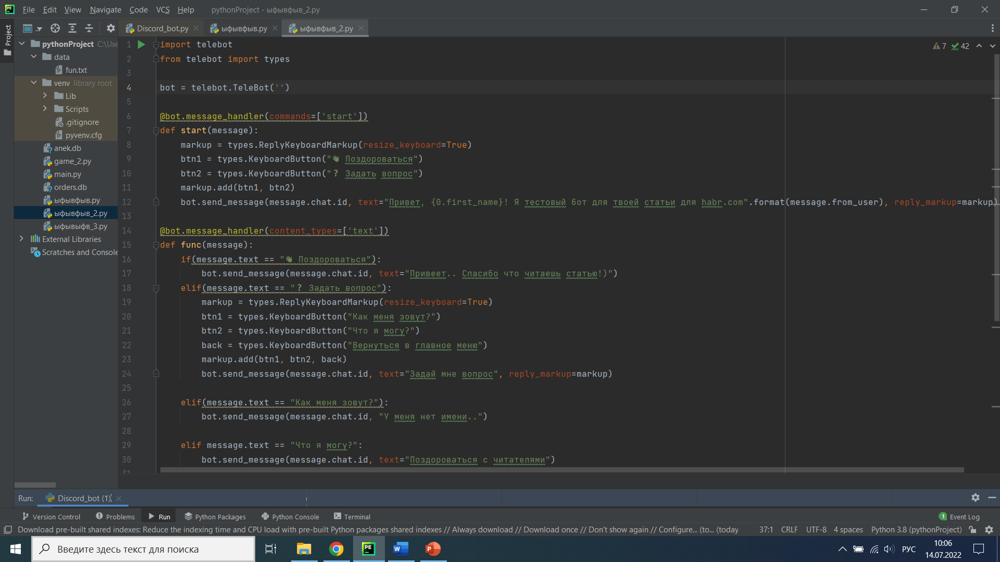 File Edit View Navigate Code VCS Help pythonProject - ыфывфыв_2.py
Project
Discord_bot.py
ыфывфыв.py
ыфывфыв_2.py
pythonProject C:\Use
data
fun.txt
venv library root
Lib
Scripts
.gitignore
pyvenv.cfg
anek.db
game_2.py
main.py
orders.db
ыфывфыв.py
ыфывфыв_2.py
ыфывыфв_3.py
External Libraries
Scratches and Console
7 42
1 import telebot
2 from telebot import types
3
4 bot = telebot.TeleBot('')
5
6 @bot.message_handler(commands=['start'])
7 def start(message):
8 markup = types.ReplyKeyboardMarkup(resize_keyboard=True)
9 btn1 = types.KeyboardButton("👋 Поздороваться")
10 btn2 = types.KeyboardButton("❓ Задать вопрос")
11 markup.add(btn1, btn2)
12 bot.send_message(message.chat.id, text="Привет, {0.first_name}! Я тестовый бот для твоей статьи для habr.com".format(message.from_user), reply_markup=markup)
13
14 @bot.message_handler(content_types=['text'])
15 def func(message):
16 if(message.text == "👋 Поздороваться"):
17 bot.send_message(message.chat.id, text="Привеет.. Спасибо что читаешь статью!)")
18 elif(message.text == "❓ Задать вопрос"):
19 markup = types.ReplyKeyboardMarkup(resize_keyboard=True)
20 btn1 = types.KeyboardButton("Как меня зовут?")
21 btn2 = types.KeyboardButton("Что я могу?")
22 back = types.KeyboardButton("Вернуться в главное меню")
23 markup.add(btn1, btn2, back)
24 bot.send_message(message.chat.id, text="Задай мне вопрос", reply_markup=markup)
25
26 elif(message.text == "Как меня зовут?"):
27 bot.send_message(message.chat.id, "У меня нет имени..")
28
29 elif message.text == "Что я могу?":
30 bot.send_message(message.chat.id, text="Поздороваться с читателями")
31
Run: Discord_bot (1)
Version Control Problems Run Python Packages Python Console Terminal 1 Event Log
Download pre-built shared indexes: Reduce the indexing time and CPU load with pre-built Python packages shared indexes // Always download // Download once // Don't show again // Configure... (to... (today 37:1 CRLF UTF-8 4 spaces Python 3.8 (pythonProject)
Введите здесь текст для поиска
РУС
10:06
14.07.2022